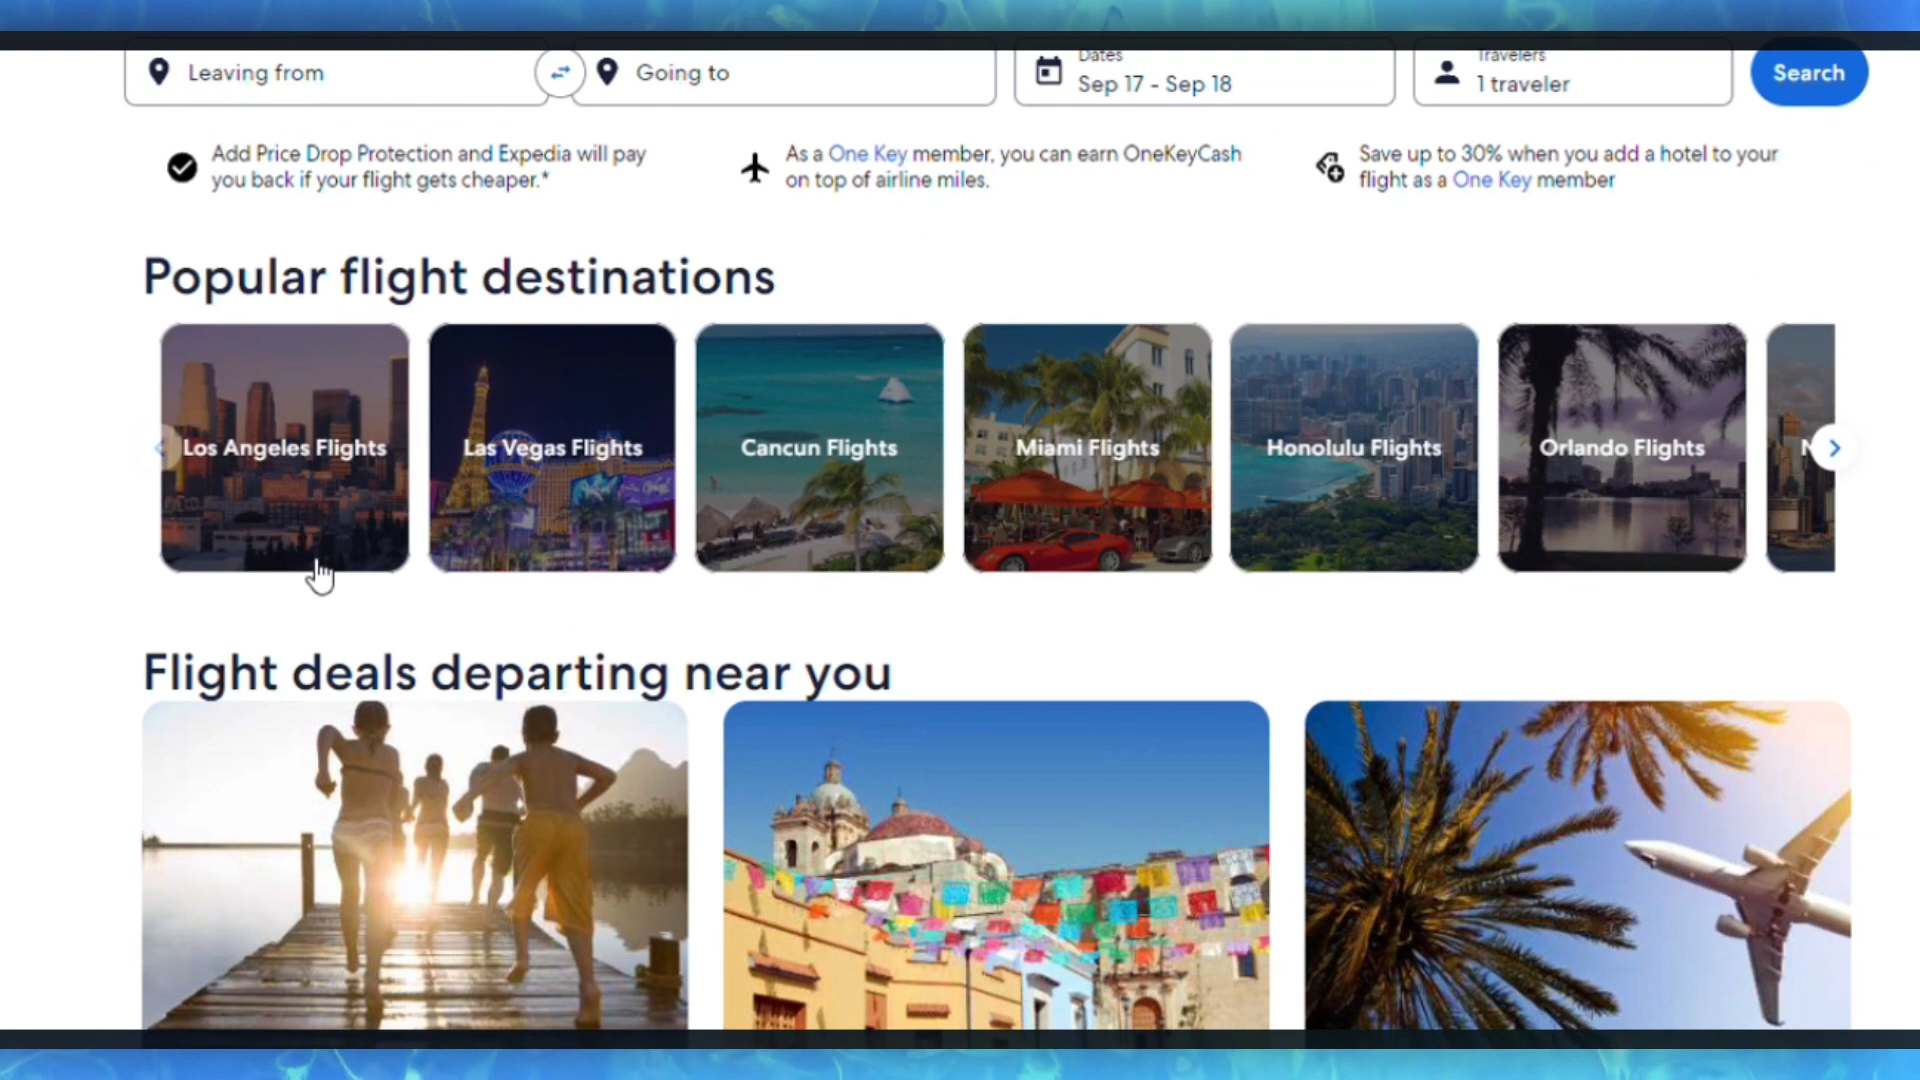 Leaving from
Going to
Dates
Sep 17 - Sep 18
Travelers
1 traveler
Search
Add Price Drop Protection and Expedia will pay
you back if your flight gets cheaper.*
As a One Key member, you can earn OneKeyCash
on top of airline miles.
Save up to 30% when you add a hotel to your
flight as a One Key member
Popular flight destinations
Los Angeles Flights
Las Vegas Flights
Cancun Flights
Miami Flights
Honolulu Flights
Orlando Flights
Flight deals departing near you